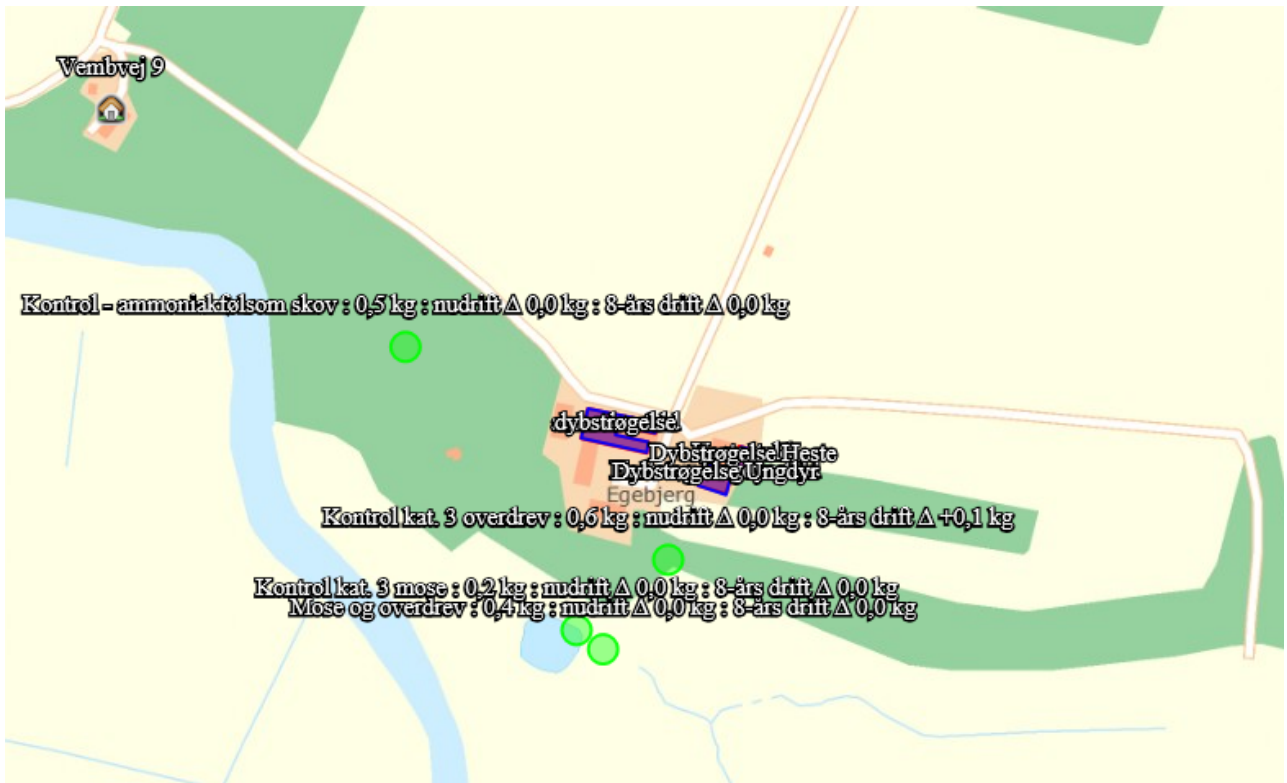 Vembvej 9
Kontrol - ammoniakfølsom skov : 0,5 kg : nudrift Δ 0,0 kg : 8-års drift Δ 0,0 kg
dybstrøgelse
Dybstrøgelse Heste
Dybstrøgelse Ungdyr
Egebjerg
Kontrol kat. 3 overdrev : 0,6 kg : nudrift Δ 0,0 kg : 8-års drift Δ +0,1 kg
Kontrol kat. 3 mose : 0,2 kg : nudrift Δ 0,0 kg : 8-års drift Δ 0,0 kg
Mose og overdrev : 0,4 kg : nudrift Δ 0,0 kg : 8-års drift Δ 0,0 kg